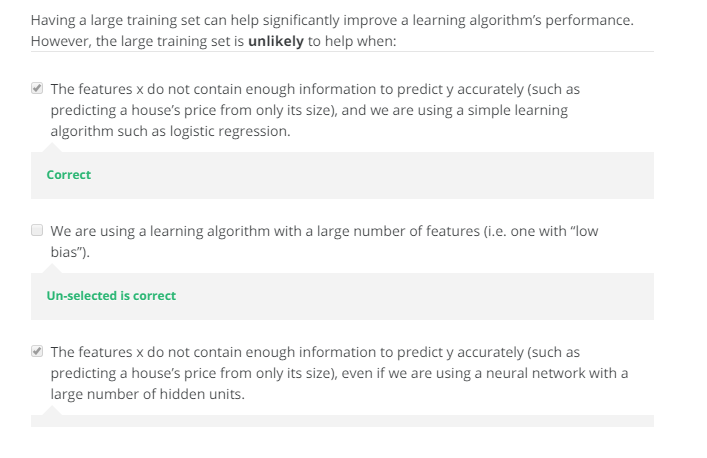 Having a large training set can help significantly improve a learning algorithm’s performance.
However, the large training set is unlikely to help when:
The features x do not contain enough information to predict y accurately (such as
predicting a house’s price from only its size), and we are using a simple learning
algorithm such as logistic regression.
Correct
We are using a learning algorithm with a large number of features (i.e. one with “low
bias”).
Un-selected is correct
The features x do not contain enough information to predict y accurately (such as
predicting a house’s price from only its size), even if we are using a neural network with a
large number of hidden units.